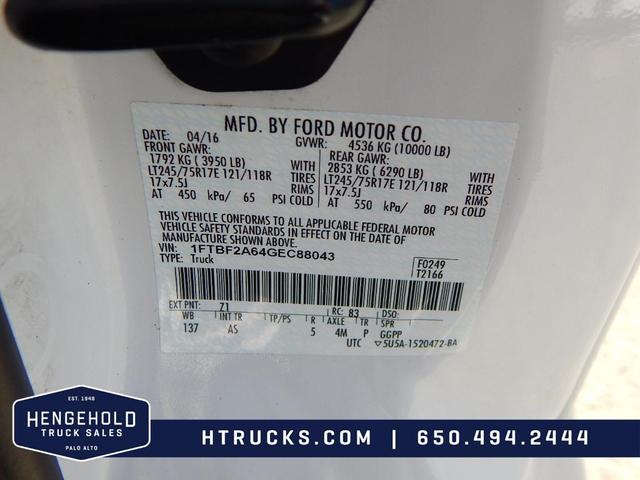 MFD. BY FORD MOTOR CO.
DATE: 04/16 GVWR: 4536 KG (10000 LB)
FRONT GAWR: REAR GAWR:
1792 KG ( 3950 LB) WITH 2853 KG ( 6290 LB) WITH
LT245/75R17E 121/118R TIRES LT245/75R17E 121/118R TIRES
17x7.5J RIMS 17x7.5J RIMS
AT 450 kPa/ 65 PSI COLD AT 550 kPa/ 80 PSI COLD
THIS VEHICLE CONFORMS TO ALL APPLICABLE FEDERAL MOTOR
VEHICLE SAFETY STANDARDS IN EFFECT ON THE DATE OF
MANUFACTURE SHOWN ABOVE.
VIN: 1FTBF2A64GEC88043 F0249
TYPE: Truck T2166
EXT PNT: 71 RC: 83 DSO:
WB INT TR TP/PS R AXLE TR SPR
137 AS 5 4M P GGPP
UTC ▽5U5A-1520472-BA
EST. 1948
HENGEHOLD
TRUCK SALES
PALO ALTO
HTRUCKS.COM | 650.494.2444